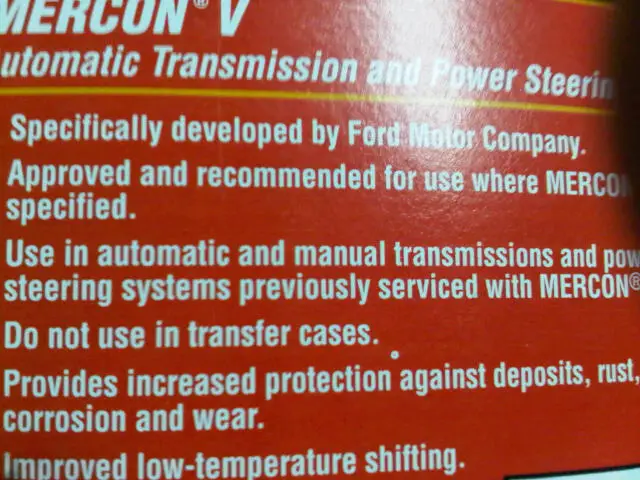 MERCON® V
utomatic Transmission and Power Steerin
Specifically developed by Ford Motor Company.
Approved and recommended for use where MERCO
specified.
Use in automatic and manual transmissions and pow
steering systems previously serviced with MERCON®
Do not use in transfer cases.
Provides increased protection against deposits, rust,
corrosion and wear.
Improved low-temperature shifting.